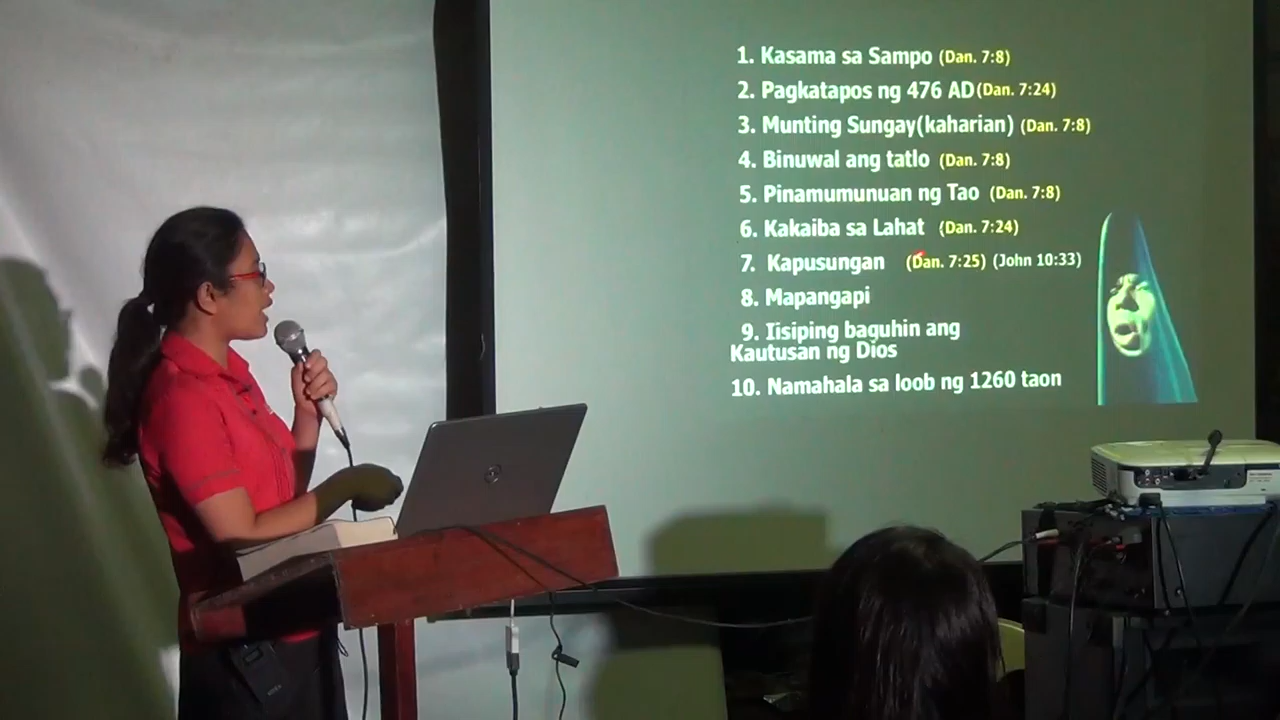 1. Kasama sa Sampo (Dan. 7:8)
2. Pagkatapos ng 476 AD(Dan. 7:24)
3. Munting Sungay(kaharian) (Dan. 7:8)
4. Binuwal ang tatlo (Dan. 7:8)
5. Pinamumunuan ng Tao (Dan. 7:8)
6. Kakaiba sa Lahat (Dan. 7:24)
7. Kapusungan (Dan. 7:25) (John 10:33)
8. Mapangapi
9. Iisiping baguhin ang
Kautusan ng Dios
10. Namahala sa loob ng 1260 taon